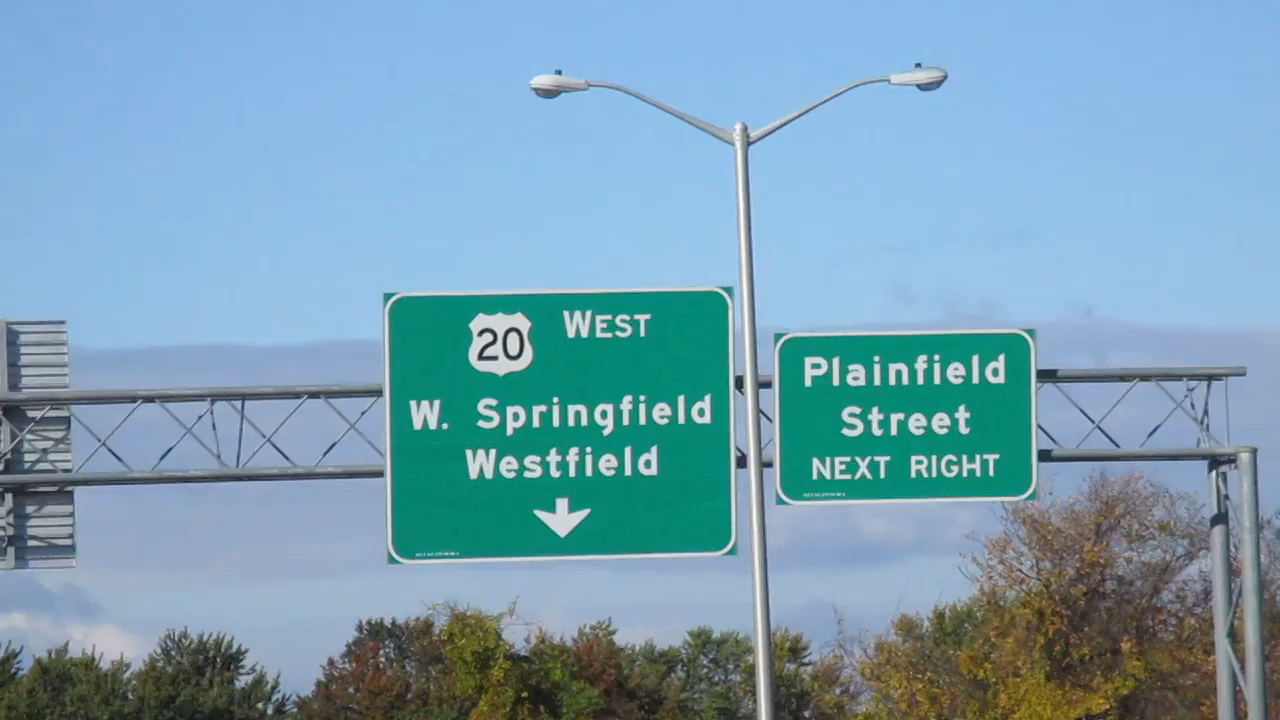 20 WEST
W. Springfield
Westfield
Plainfield
Street
NEXT RIGHT